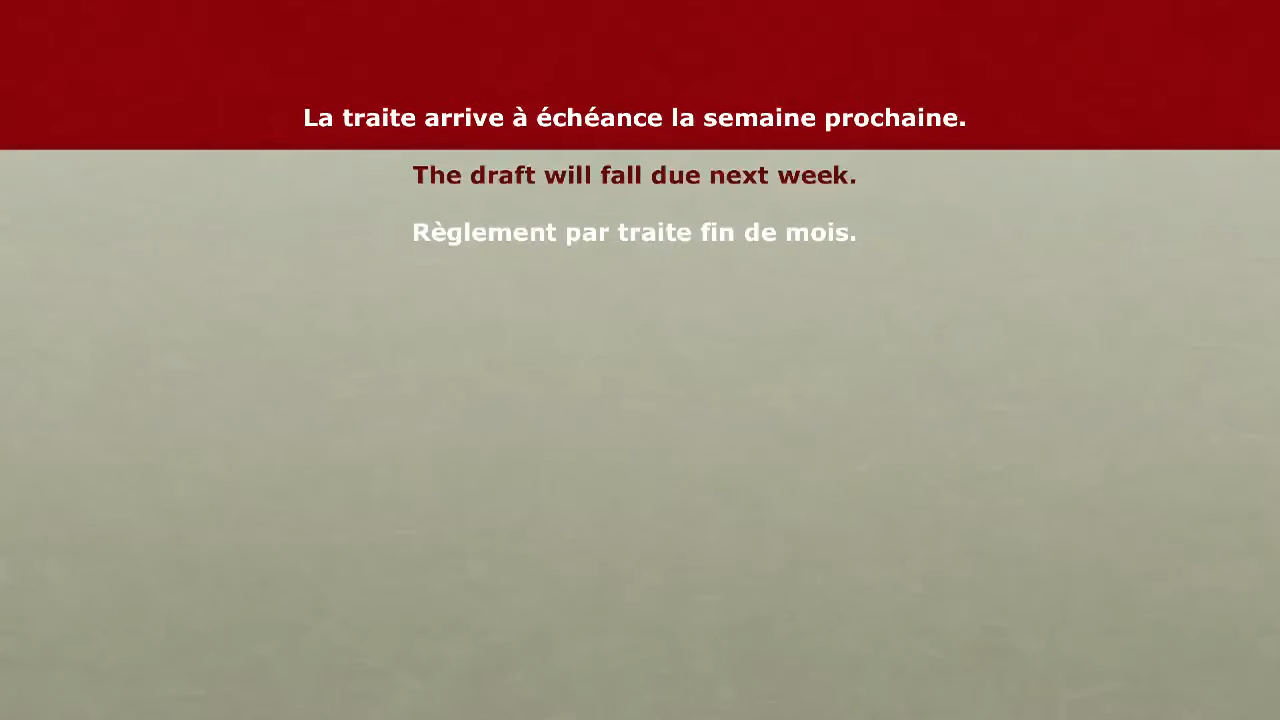 La traite arrive à échéance la semaine prochaine.
The draft will fall due next week.
Règlement par traite fin de mois.